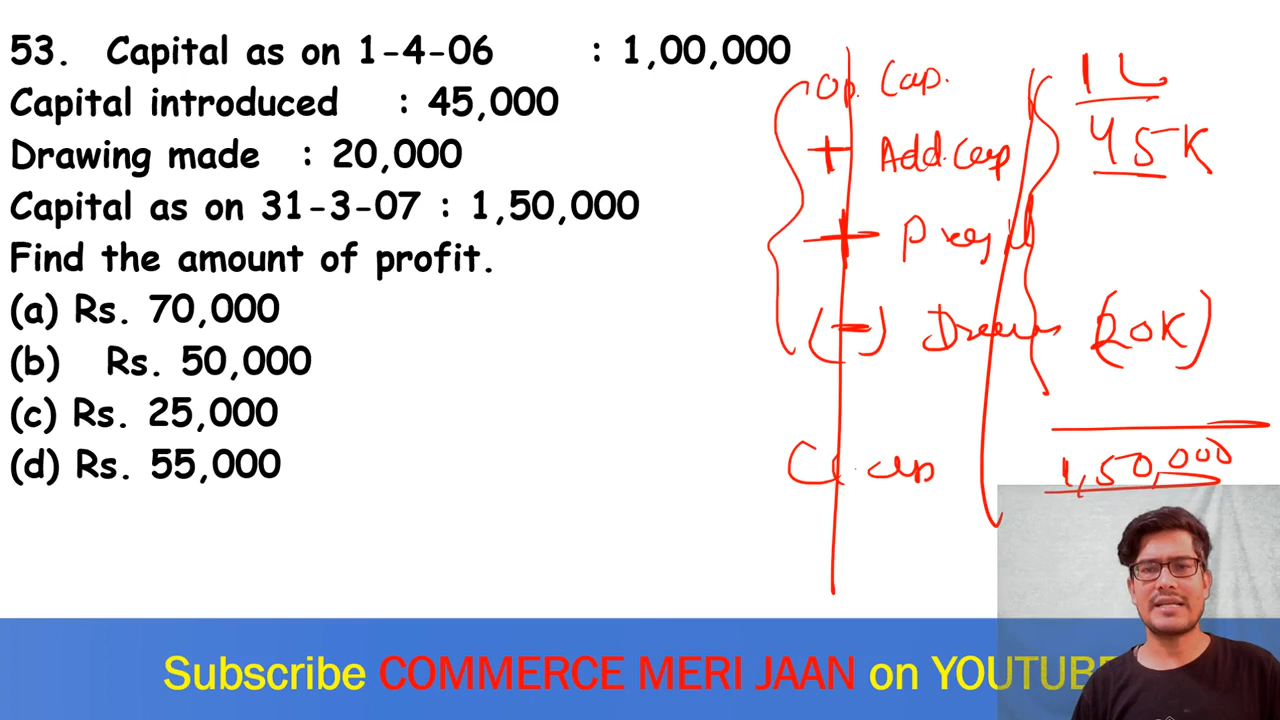 53. Capital as on 1-4-06 : 1,00,000
Capital introduced : 45,000
Drawing made : 20,000
Capital as on 31-3-07 : 1,50,000
Find the amount of profit.
(a) Rs. 70,000
(b) Rs. 50,000
(c) Rs. 25,000
(d) Rs. 55,000
Op. Cap. 1 L
+ Add. Cap 45K
+
(-) (20K)
Cl. cap 1,50,000
Subscribe COMMERCE MERI JAAN on YOUTUBE